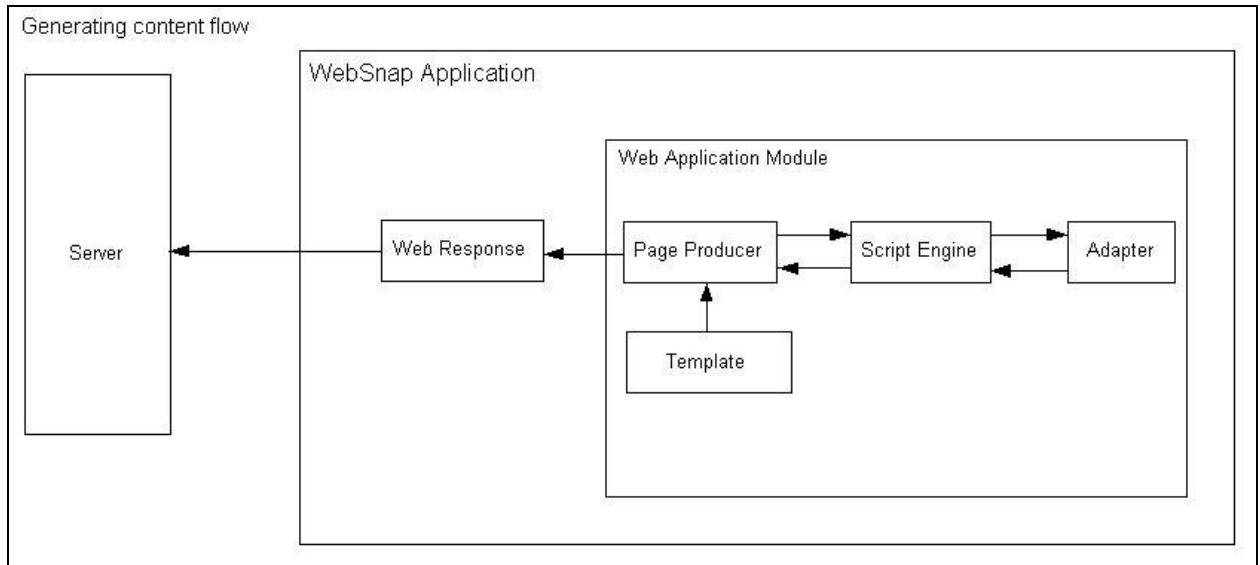 Generating content flow
WebSnap Application
Web Application Module
Server
Web Response
Page Producer
Script Engine
Adapter
Template